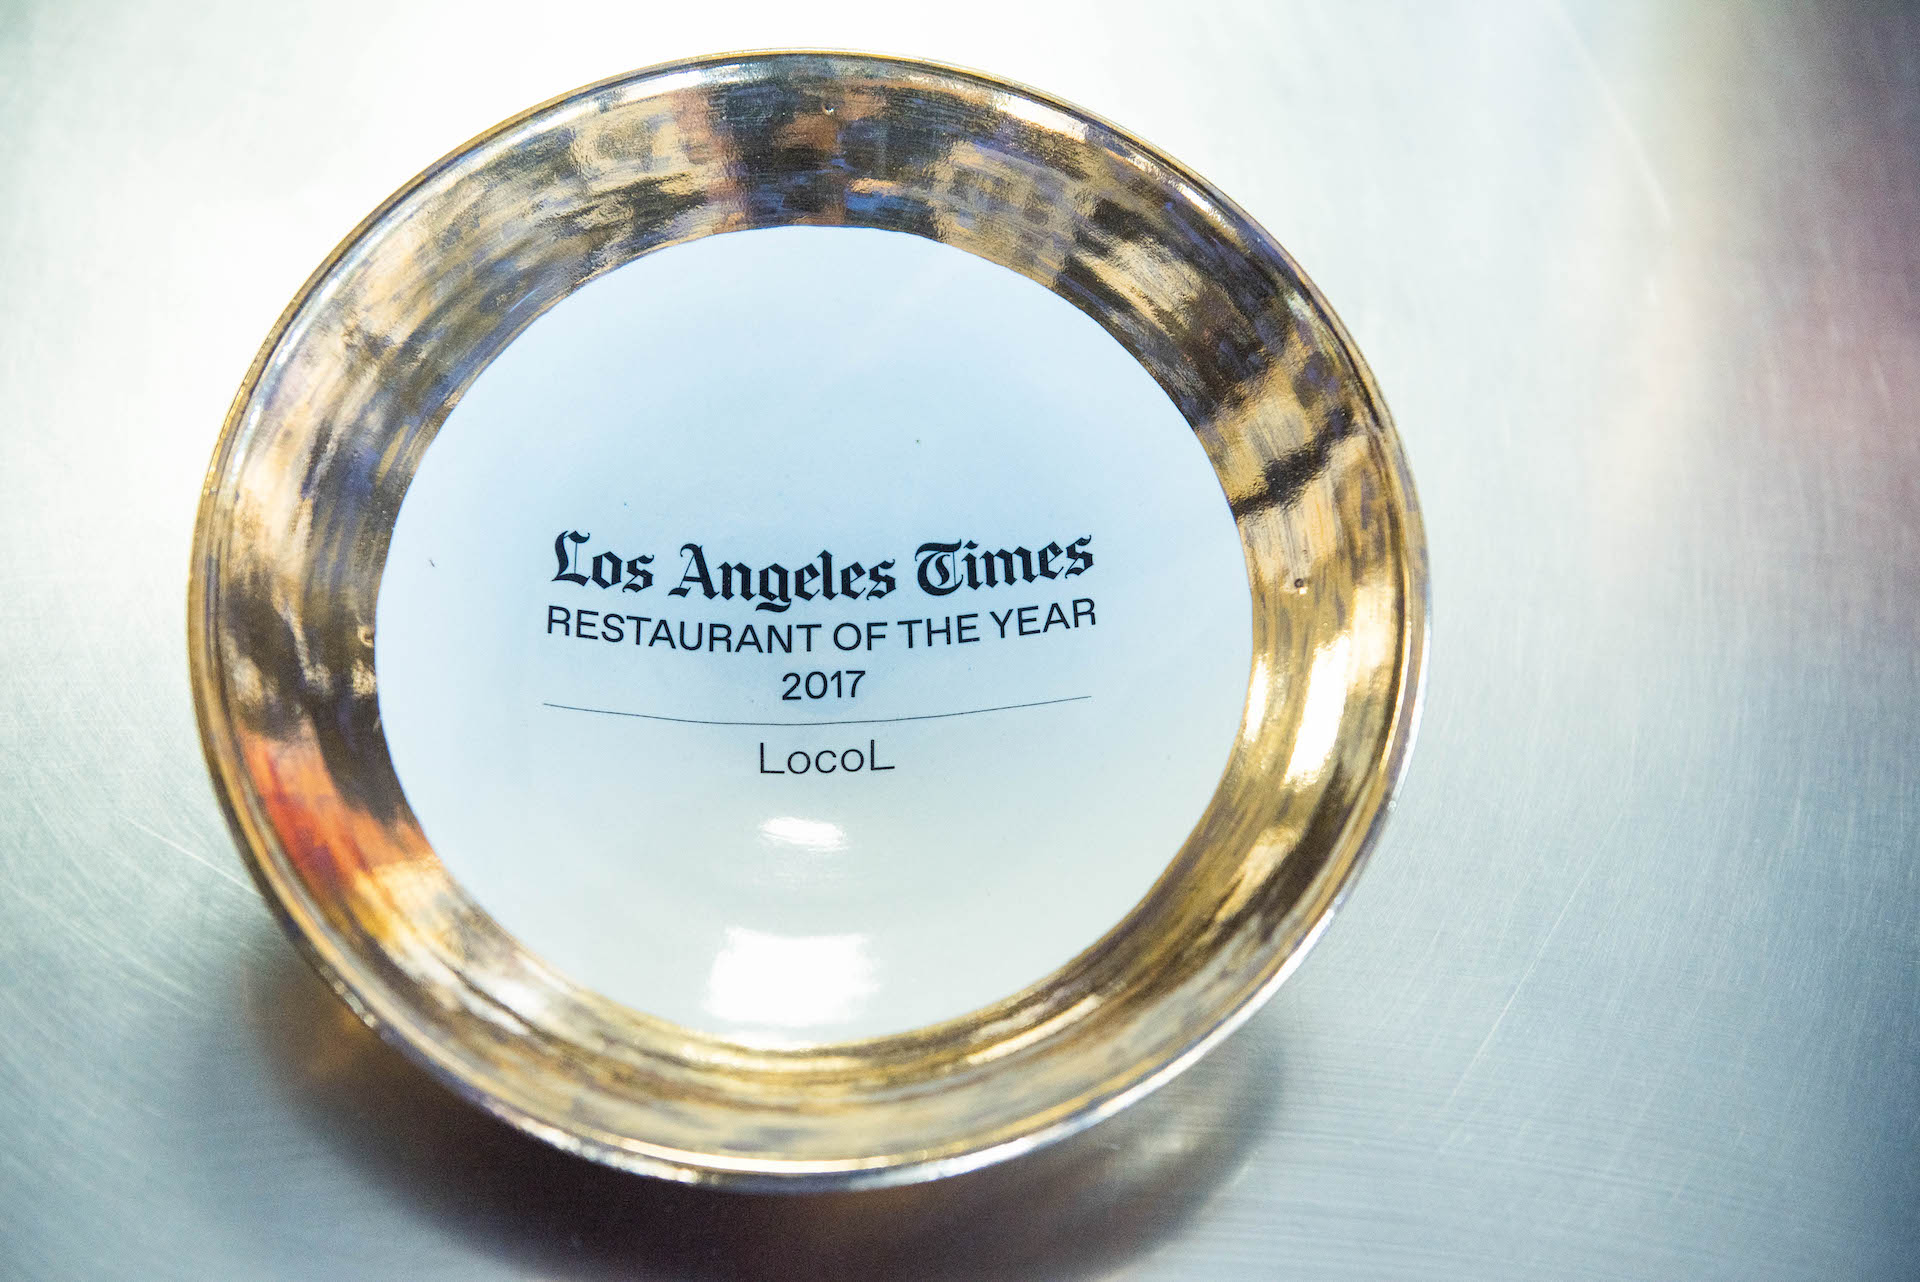 Los Angeles Times
RESTAURANT OF THE YEAR
2017
LocoL